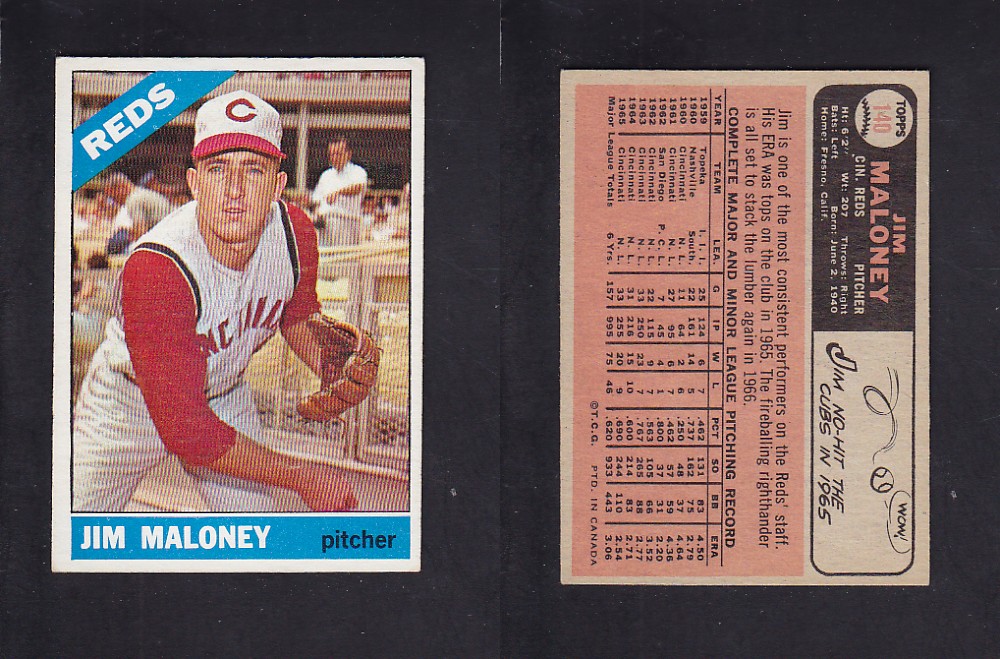 REDS
C
JIM MALONEY
pitcher
TOPPS
140
JIM
MALONEY
CIN. REDS PITCHER
Ht: 6'2" Wt: 207 Throws: Right
Bats: Left Born: June 2, 1940
Home: Fresno, Calif.
WOW!
JIM NO-HIT THE
CUBS IN 1965
Jim is one of the most consistent performers on the Reds' staff.
His ERA was tops on the club in 1965. The fireballing righthander
is all set to stack the lumber again in 1966.
COMPLETE MAJOR AND MINOR LEAGUE PITCHING RECORD
YEAR TEAM LEA. G IP W L PCT SO BB ERA
1959 Topeka I. I. I. 25 124 6 7 .462 131 83 4.50
1960 Nashville South. 22 161 14 5 .737 162 75 2.79
1960 Cincinnati N. L. 11 64 2 6 .250 48 37 4.64
1961 Cincinnati N. L. 27 95 6 7 .462 57 59 4.36
1962 San Diego P. C. L. 7 45 4 1 .800 37 31 2.20
1962 Cincinnati N. L. 22 115 9 7 .563 105 66 3.52
1963 Cincinnati N. L. 33 250 23 7 .767 265 88 2.77
1964 Cincinnati N. L. 31 216 15 10 .600 214 83 2.71
1965 Cincinnati N. L. 33 255 20 9 .690 244 110 2.54
Major League Totals 6 Yrs. 157 995 75 46 .620 933 443 3.06
©T.C.G. PTD. IN CANADA